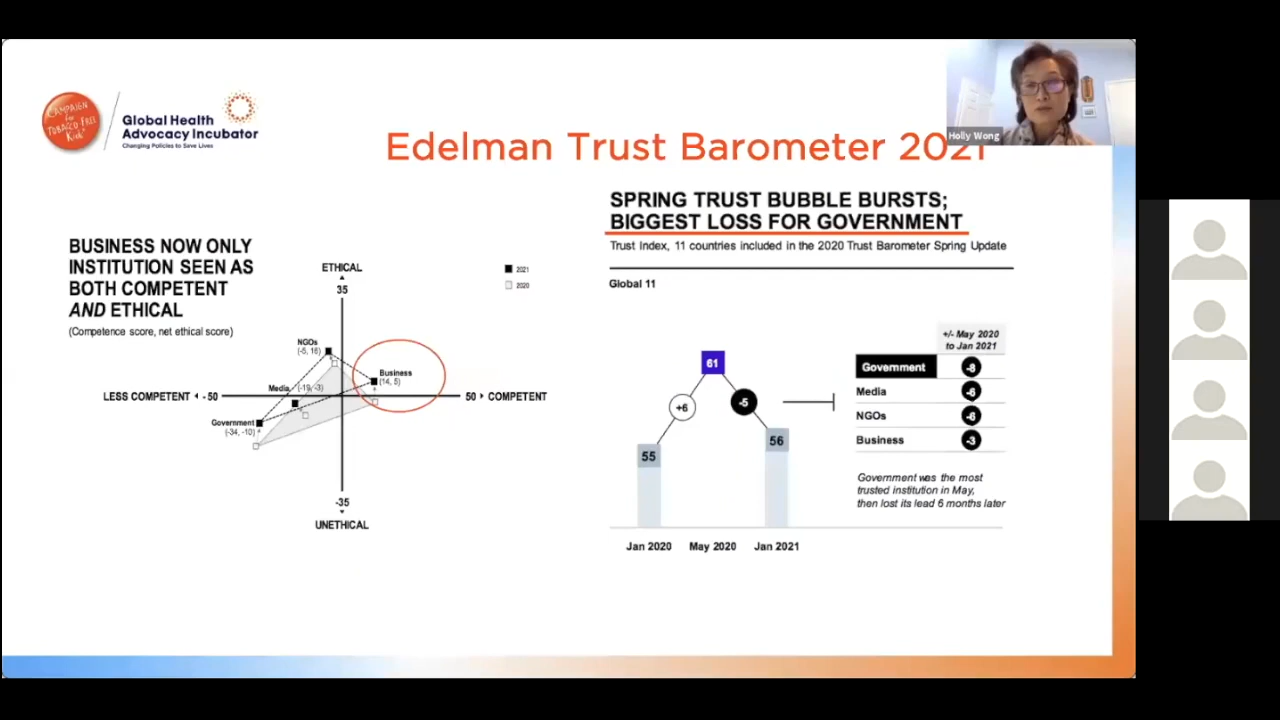 CAMPAIGN
for
TOBACCO-FREE
Kids
Global Health
Advocacy Incubator
Changing Policies to Save Lives
Holly Wong
Edelman Trust Barometer 2021
BUSINESS NOW ONLY
INSTITUTION SEEN AS
BOTH COMPETENT
AND ETHICAL
(Competence score, net ethical score)
ETHICAL
35
2021
2020
NGOs
(-5, 16)
Business
(14, 5)
Media
(-19, -3)
LESS COMPETENT
-50
50
COMPETENT
Government
(-34, -10)
-35
UNETHICAL
SPRING TRUST BUBBLE BURSTS;
BIGGEST LOSS FOR GOVERNMENT
Trust Index, 11 countries included in the 2020 Trust Barometer Spring Update
Global 11
61
+6
-5
55
56
Jan 2020
May 2020
Jan 2021
+/- May 2020
to Jan 2021
Government -8
Media -6
NGOs -6
Business -3
Government was the most
trusted institution in May,
then lost its lead 6 months later